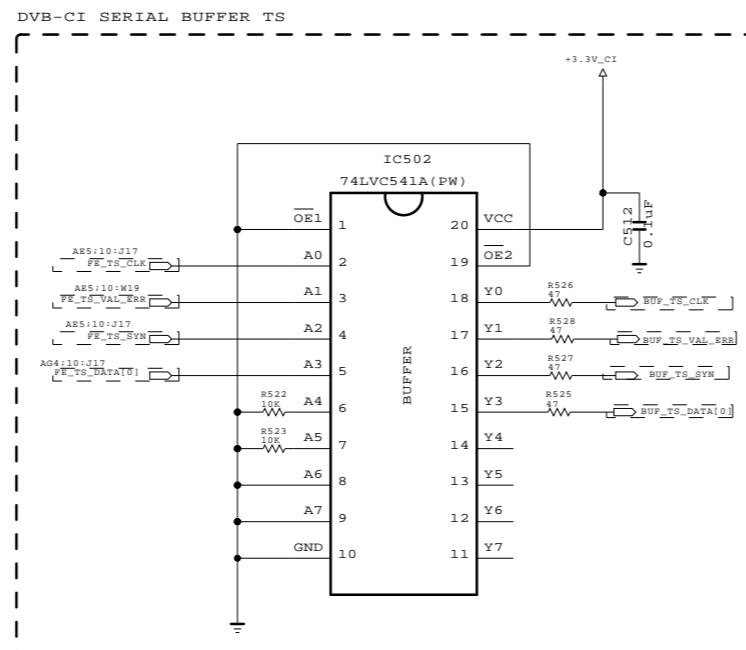 DVB-CI SERIAL BUFFER TS
+3.3V_CI
IC502
74LVC541A(PW)
C512
0.1uF
OE1 1
20 VCC
AE5;10:J17
FE_TS_CLK
A0 2
19 OE2
AE5;10:W19
FE_TS_VAL_ERR
A1 3
18 Y0
R526
47
BUF_TS_CLK
AE5;10:J17
FE_TS_SYN
A2 4
17 Y1
R528
47
BUF_TS_VAL_ERR
AG4;10:J17
FE_TS_DATA[0]
A3 5
16 Y2
R527
47
BUF_TS_SYN
BUFFER
R522
10K
A4 6
15 Y3
R525
47
BUF_TS_DATA[0]
R523
10K
A5 7
14 Y4
A6 8
13 Y5
A7 9
12 Y6
GND 10
11 Y7